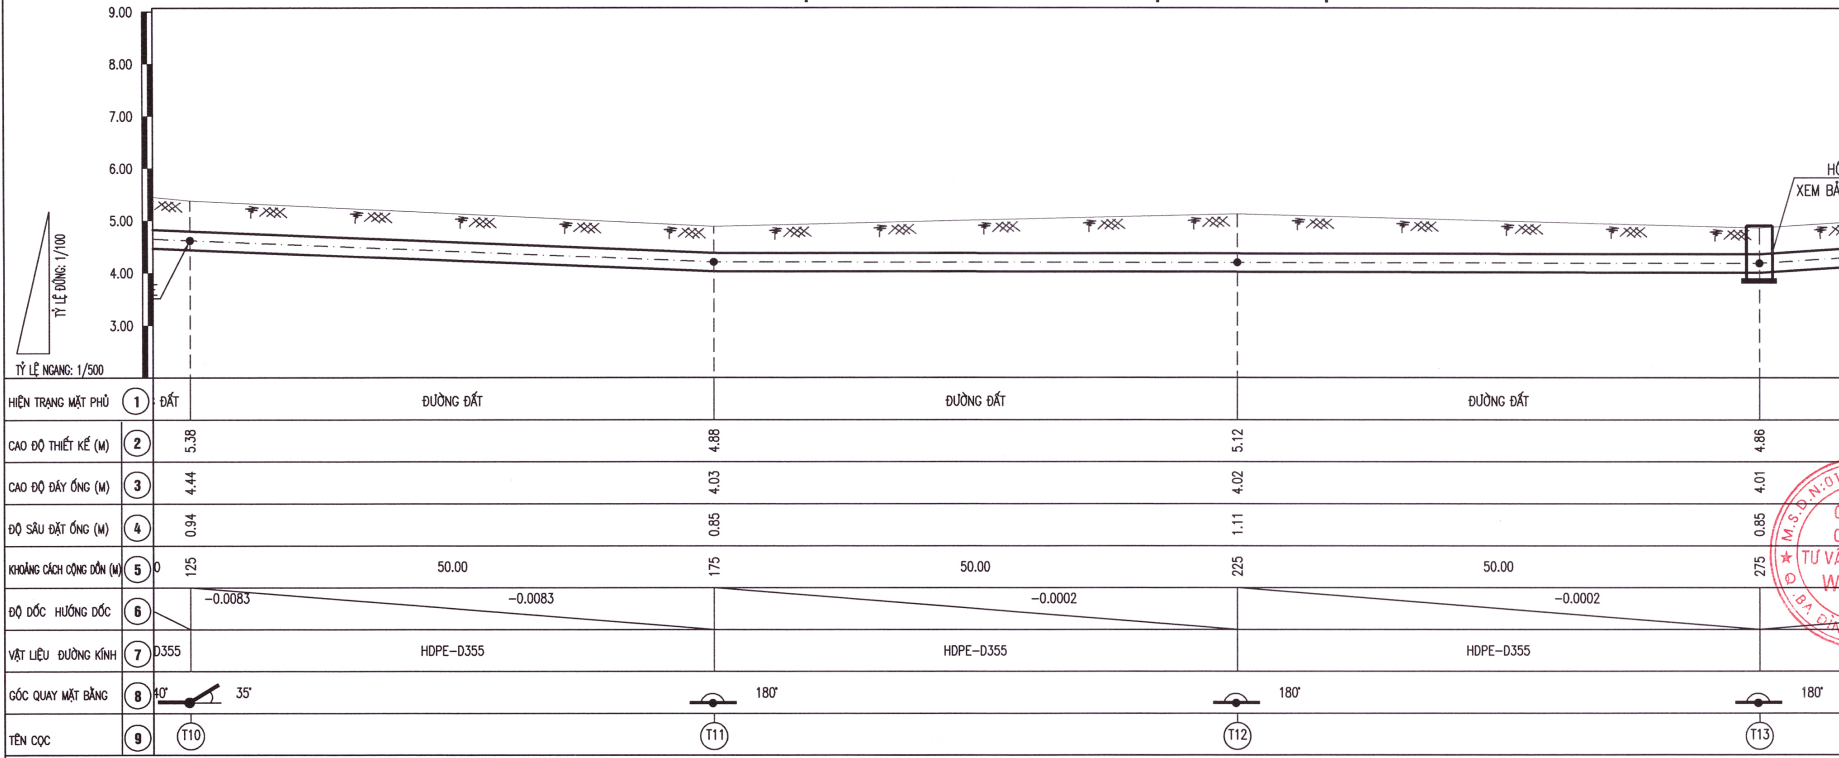 9.00
8.00
7.00
6.00
5.00
4.00
3.00
TỶ LỆ ĐỨNG: 1/100
TỶ LỆ NGANG: 1/500
XEM
HIỆN TRẠNG MẶT PHỦ 1 ĐẤT ĐƯỜNG ĐẤT ĐƯỜNG ĐẤT ĐƯỜNG ĐẤT
CAO ĐỘ THIẾT KẾ (M) 2 5.38 4.88 5.12 4.86
CAO ĐỘ ĐÁY ỐNG (M) 3 4.44 4.03 4.02 4.01
ĐỘ SÂU ĐẶT ỐNG (M) 4 0.94 0.85 1.11 0.85
KHOẢNG CÁCH CỘNG DỒN (M) 5 0 125 50.00 175 50.00 225 50.00 275
ĐỘ DỐC HƯỚNG DỐC 6 -0.0083 -0.0083 -0.0002 -0.0002
VẬT LIỆU ĐƯỜNG KÍNH 7 D355 HDPE-D355 HDPE-D355 HDPE-D355
GÓC QUAY MẶT BẰNG 8 40° 35° 180° 180° 180°
TÊN CỌC 9 T10 T11 T12 T13
M.S.D.N:01
TƯ
Q.BA ĐÌN